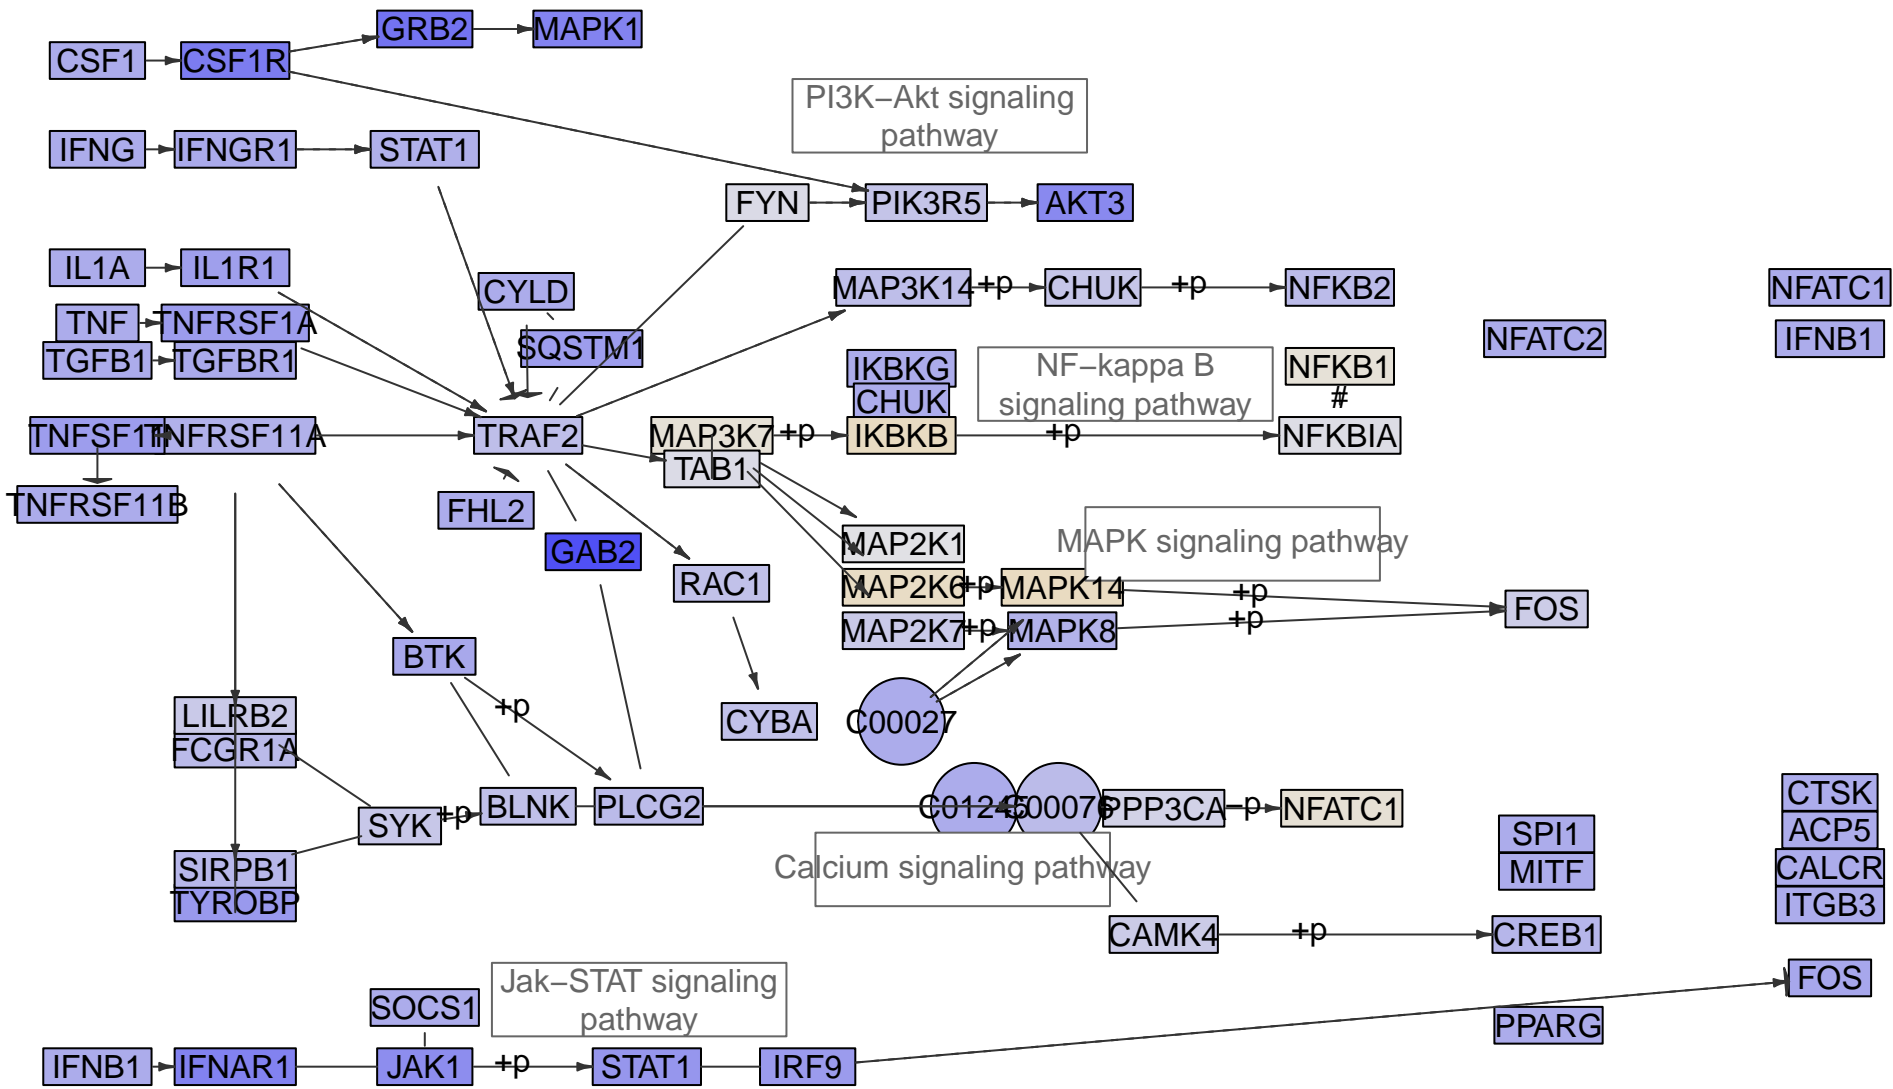 GRB2
MAPK1
CSF1
CSF1R
PI3K–Akt signaling
pathway
IFNG
IFNGR1
STAT1
FYN
PIK3R5
AKT3
IL1A
IL1R1
CYLD
MAP3K14
+p
CHUK
+p
NFKB2
NFATC1
TNF
TNFRSF1A
SQSTM1
NFATC2
IFNB1
TGFB1
TGFBR1
IKBKG
NF–kappa B
signaling pathway
NFKB1
CHUK
#
TNFRSF11A
TRAF2
MAP3K7
+p
IKBKB
+p
NFKBIA
TAB1
TNFRSF11B
FHL2
GAB2
MAP2K1
MAPK signaling pathway
RAC1
MAP2K6
+p
MAPK14
+p
FOS
MAP2K7
+p
MAPK8
+p
BTK
LILRB2
+p
CYBA
C00027
FCGR1A
SYK
+p
BLNK
PLCG2
C00076
PPP3CA
–p
NFATC1
CTSK
SPI1
ACP5
SIRPB1
Calcium signaling pathway
MITF
CALCR
TYROBP
ITGB3
CAMK4
+p
CREB1
Jak–STAT signaling
pathway
FOS
SOCS1
PPARG
IFNB1
IFNAR1
JAK1
+p
STAT1
IRF9